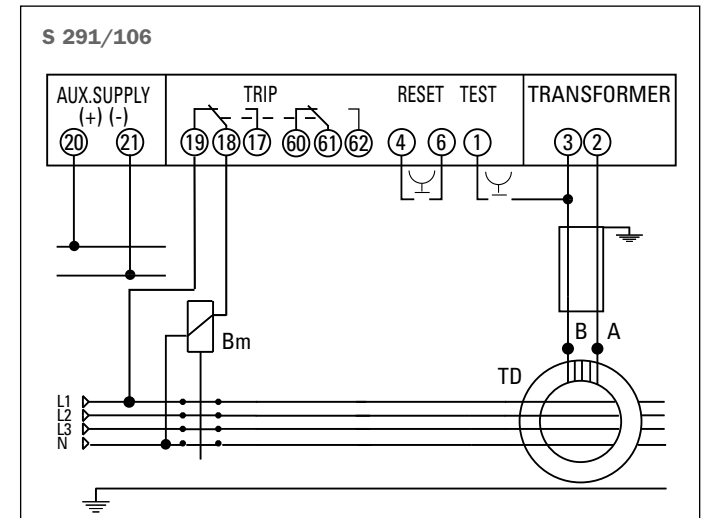 S 291/106
AUX.SUPPLY TRIP RESET TEST TRANSFORMER
(+) (-)
20 21 19 18 17 60 61 62 4 6 1 3 2
Bm
B A
TD
L1
L2
L3
N